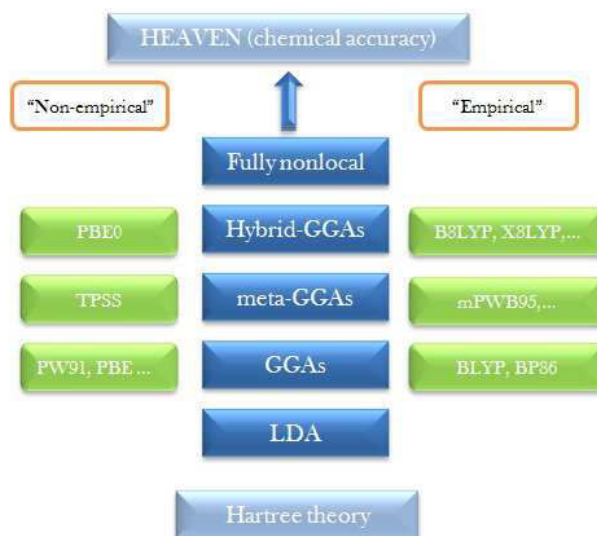 HEAVEN (chemical accuracy)
"Non-empirical"
"Empirical"
Fully nonlocal
PBE0
Hybrid-GGAs
B3LYP, X3LYP,...
TPSS
meta-GGAs
mPWB95,...
PW91, PBE ...
GGAs
BLYP, BP86
LDA
Hartree theory